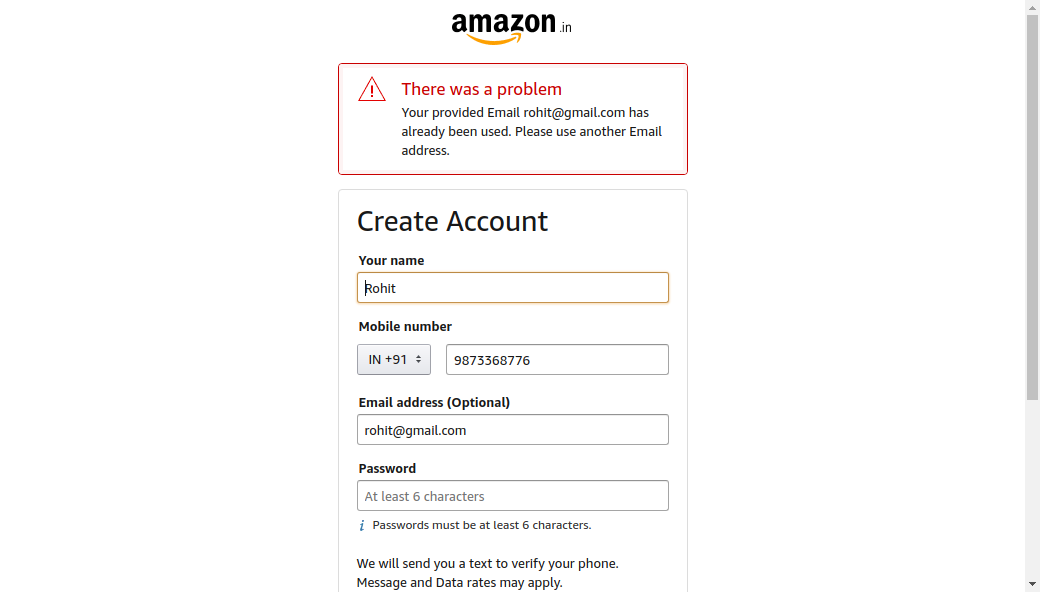 amazon.in
There was a problem
Your provided Email rohit@gmail.com has
already been used. Please use another Email
address.
Create Account
Your name
Rohit
Mobile number
IN +91 9873368776
Email address (Optional)
rohit@gmail.com
Password
At least 6 characters
i Passwords must be at least 6 characters.
We will send you a text to verify your phone.
Message and Data rates may apply.